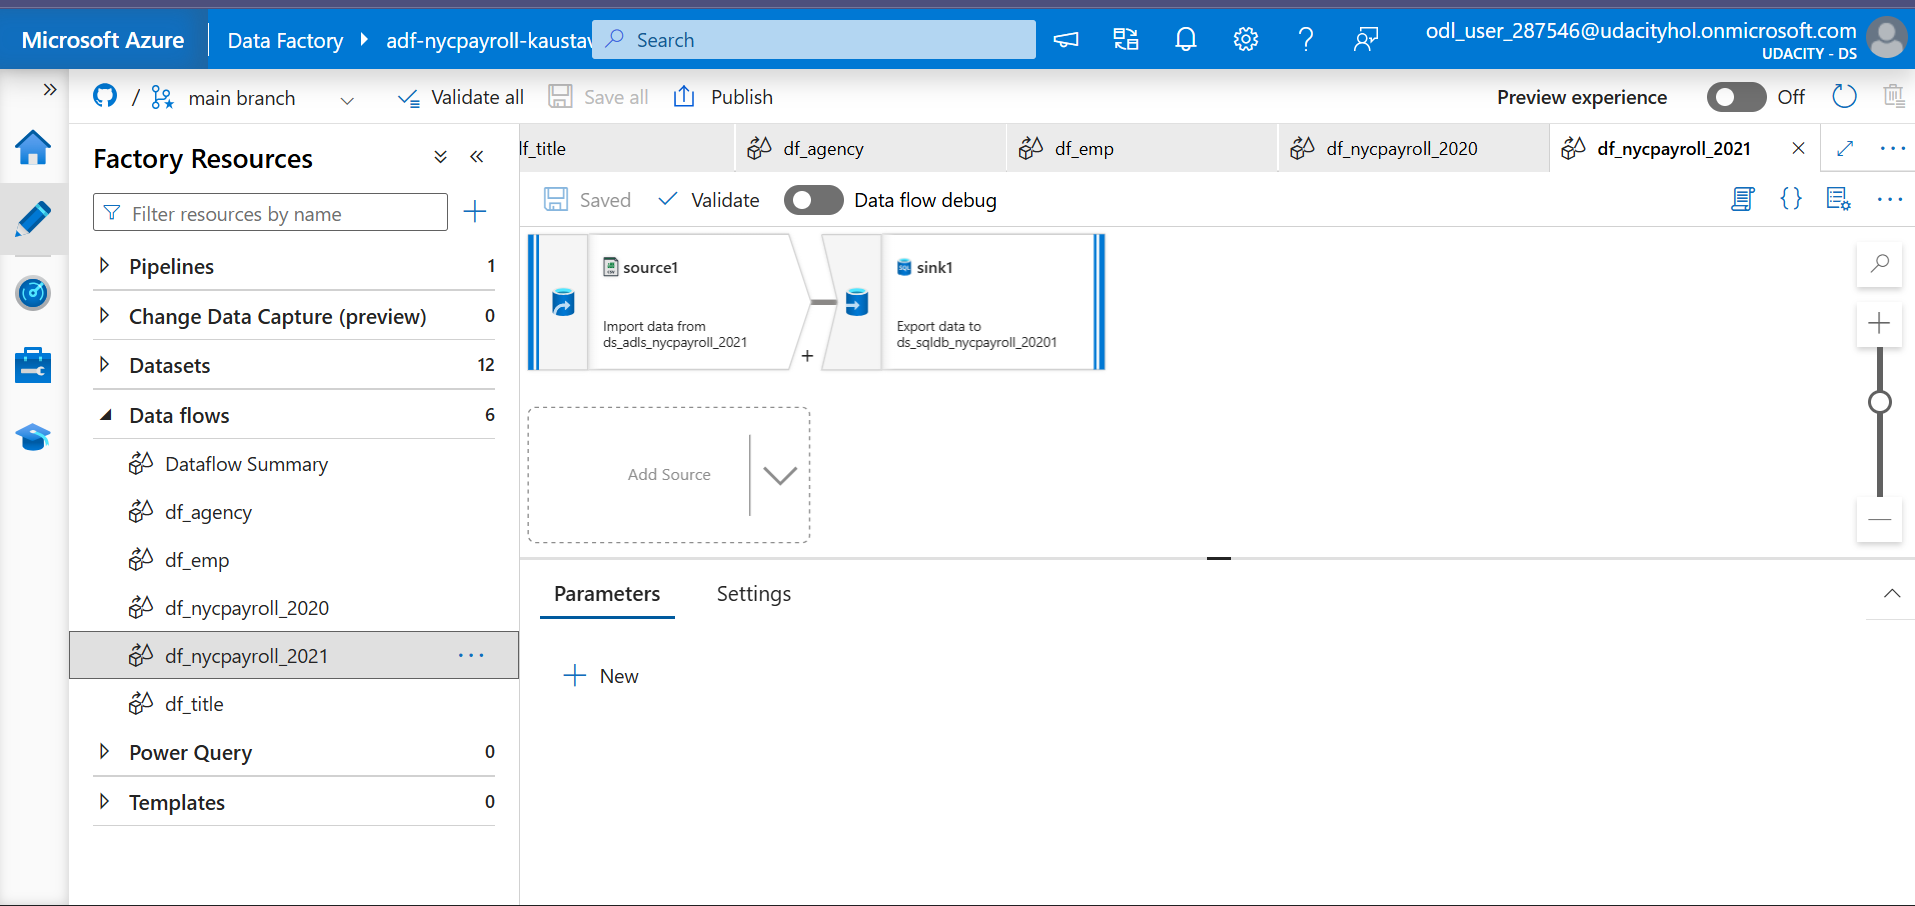 Microsoft Azure
Data Factory
adf-nycpayroll-kaustav
Search
odl_user_287546@udacityhol.onmicrosoft.com
UDACITY - DS
/
main branch
Validate all
Save all
Publish
Preview experience
Off
Factory Resources
Filter resources by name
Pipelines
1
Change Data Capture (preview)
0
Datasets
12
Data flows
6
Dataflow Summary
df_agency
df_emp
df_nycpayroll_2020
df_nycpayroll_2021
df_title
Power Query
0
Templates
0
df_title
df_agency
df_emp
df_nycpayroll_2020
df_nycpayroll_2021
Saved
Validate
Data flow debug
source1
Import data from
ds_adls_nycpayroll_2021
+
SQL
sink1
Export data to
ds_sqldb_nycpayroll_20201
Add Source
Parameters
Settings
New